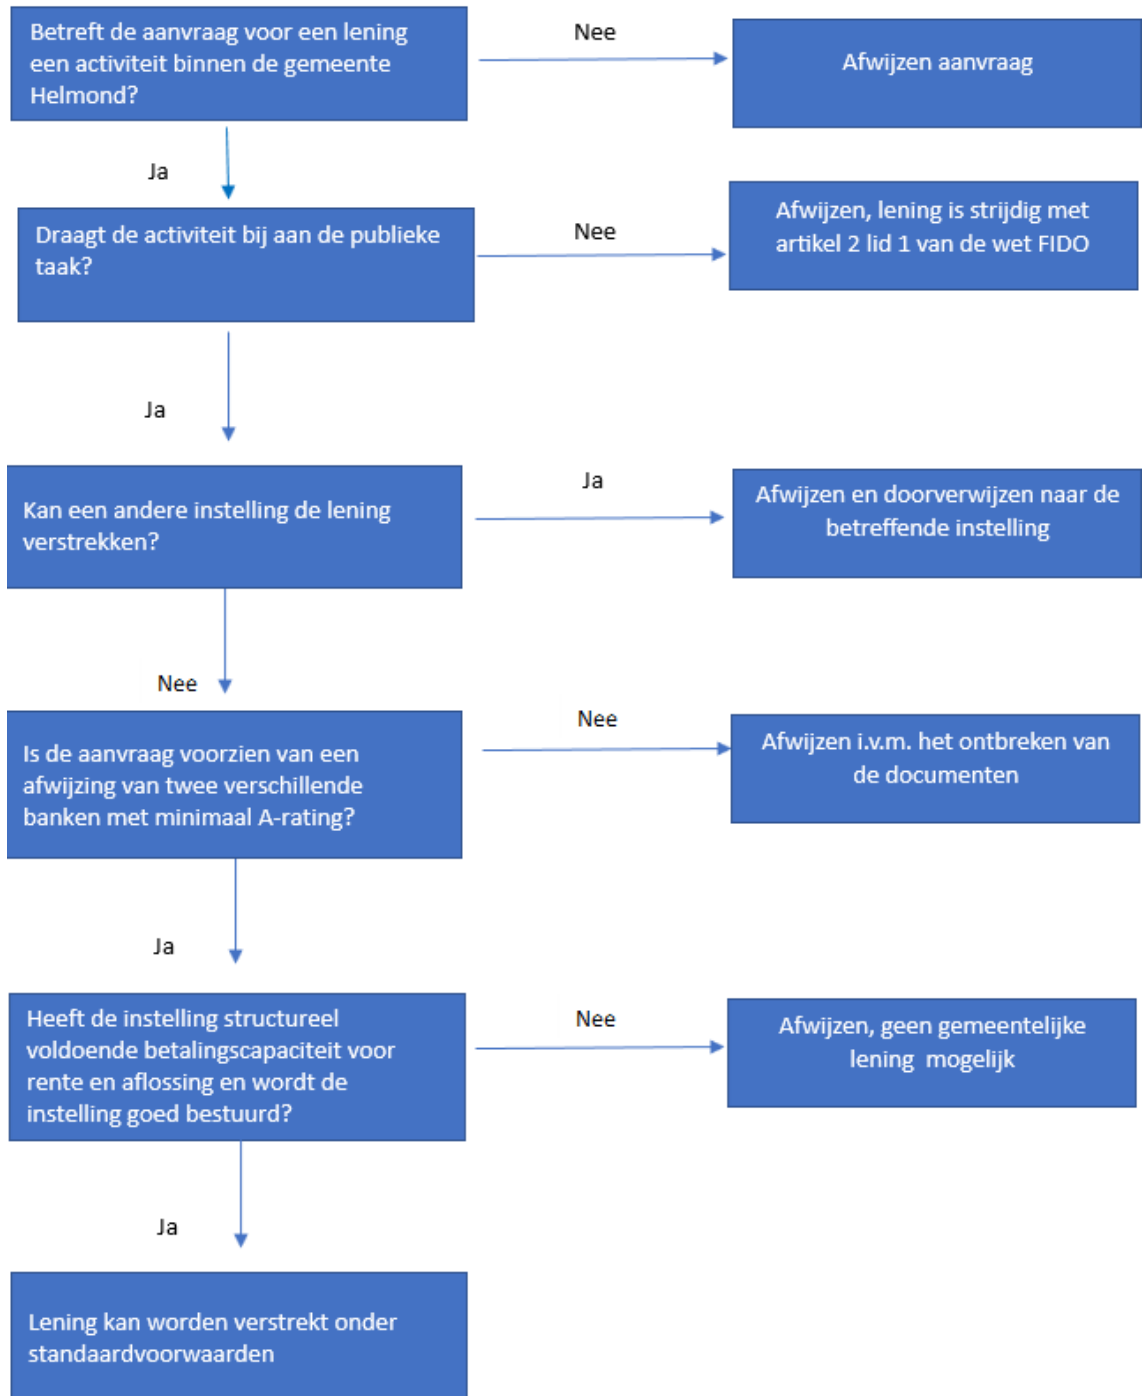 Betreft de aanvraag voor een lening
een activiteit binnen de gemeente
Helmond?
Nee
Afwijzen aanvraag
Ja
Draagt de activiteit bij aan de publieke
taak?
Nee
Afwijzen, lening is strijdig met
artikel 2 lid 1 van de wet FIDO
Ja
Kan een andere instelling de lening
verstrekken?
Ja
Afwijzen en doorverwijzen naar de
betreffende instelling
Nee
Is de aanvraag voorzien van een
afwijzing van twee verschillende
banken met minimaal A-rating?
Nee
Afwijzen i.v.m. het ontbreken van
de documenten
Ja
Heeft de instelling structureel
voldoende betalingscapaciteit voor
rente en aflossing en wordt de
instelling goed bestuurd?
Nee
Afwijzen, geen gemeentelijke
lening mogelijk
Ja
Lening kan worden verstrekt onder
standaardvoorwaarden